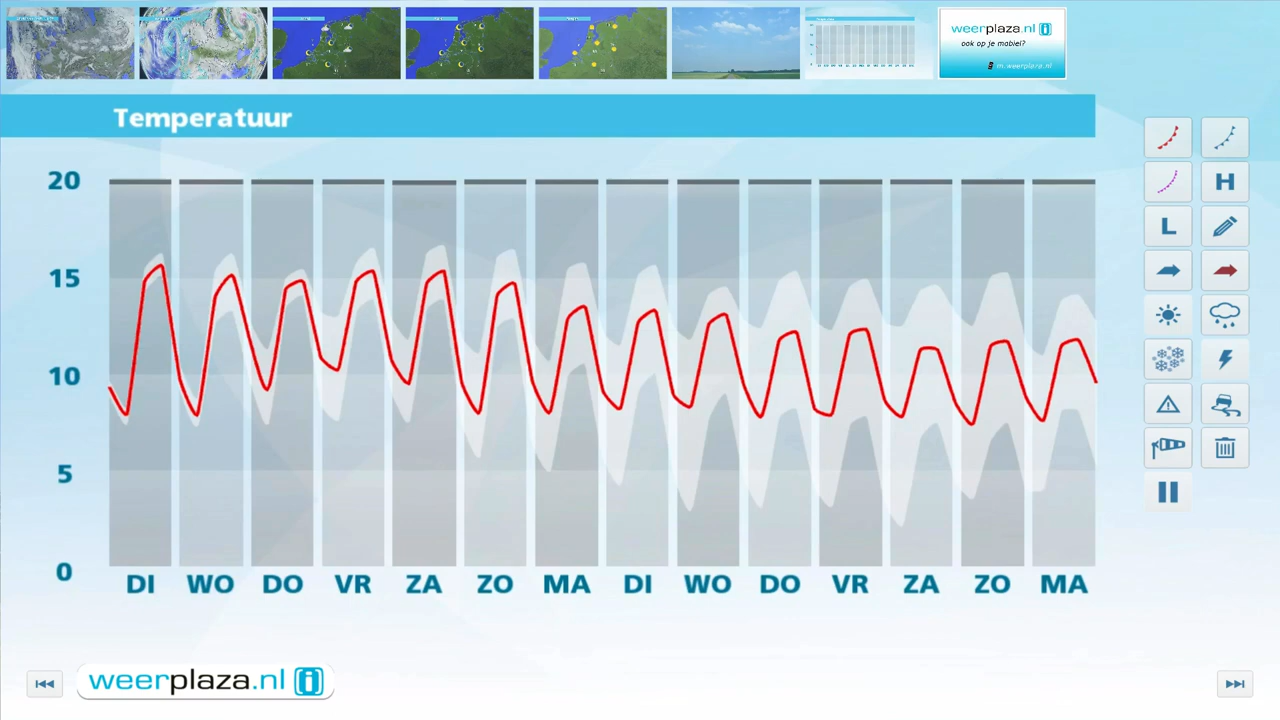 weerplaza.nl
ook op je mobiel?
m.weerplaza.nl
Temperatuur
20
15
10
5
0
DI WO DO VR ZA ZO MA DI WO DO VR ZA ZO MA
H
L
weerplaza.nl